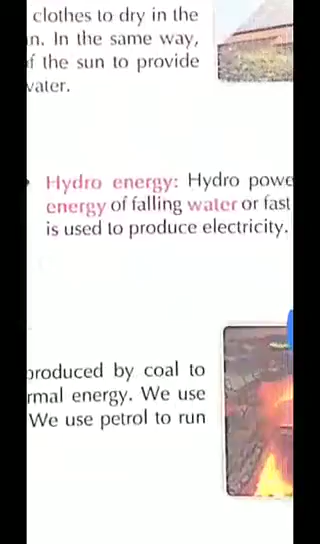 clothes to dry in the
n. In the same way,
f the sun to provide
vater.
Hydro energy: Hydro powe
energy of falling water or fast
is used to produce electricity.
produced by coal to
rmal energy. We use
We use petrol to run